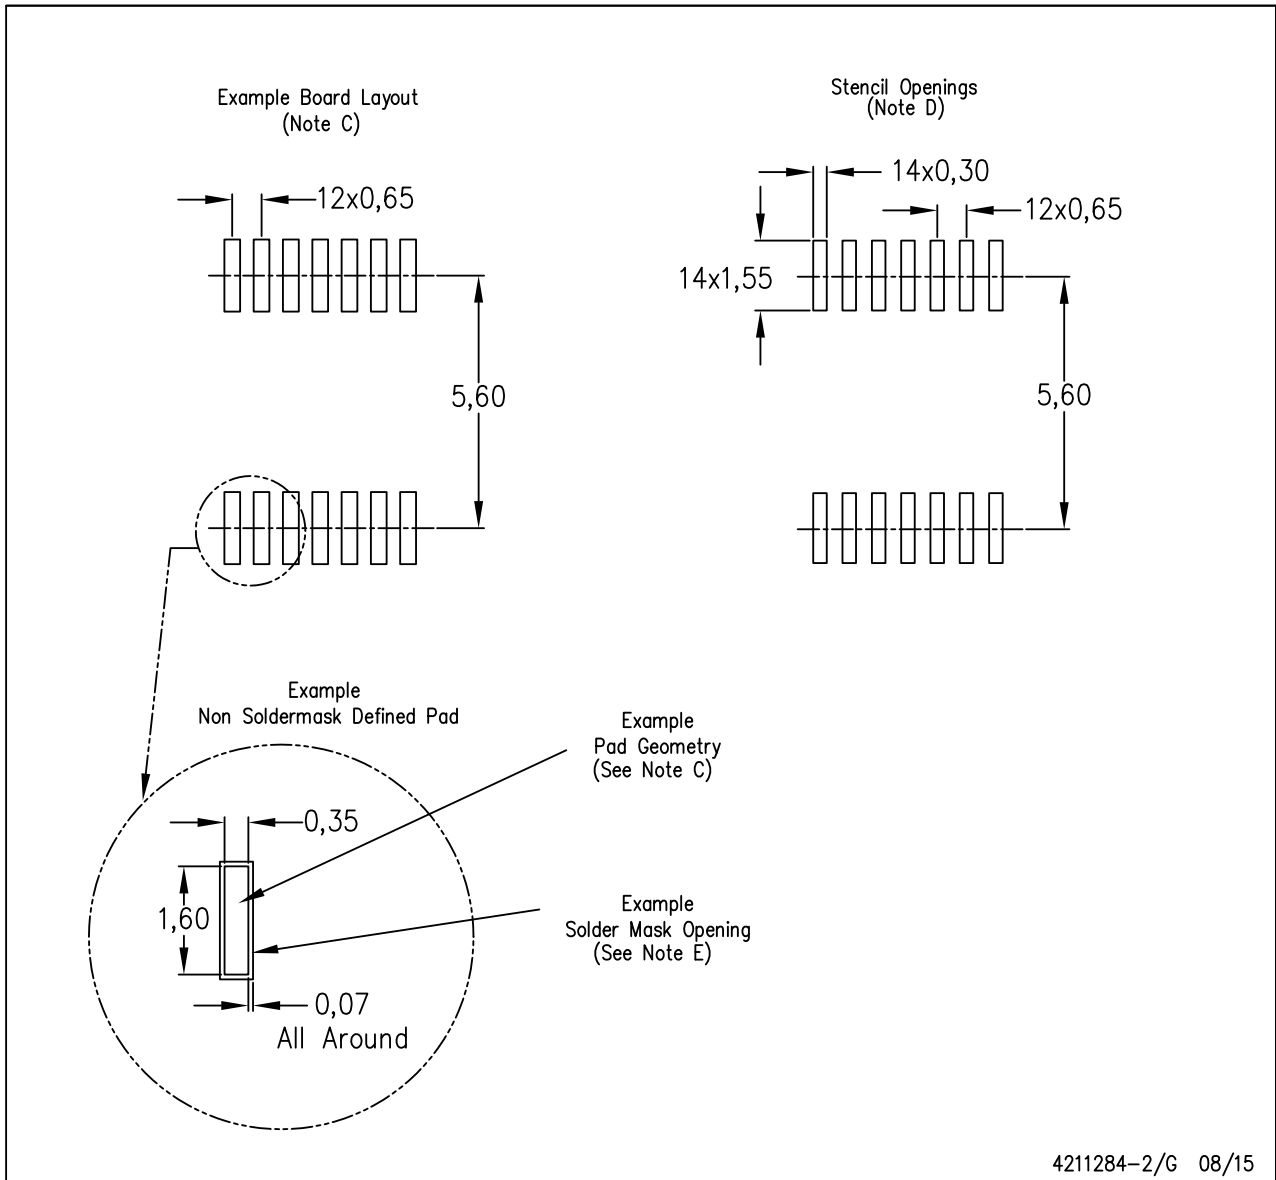 Example Board Layout
(Note C)
12x0,65
5,60
Stencil Openings
(Note D)
14x0,30
12x0,65
14x1,55
5,60
Example
Non Soldermask Defined Pad
Example
Pad Geometry
(See Note C)
0,35
1,60
Example
Solder Mask Opening
(See Note E)
0,07
All Around
4211284-2/G 08/15